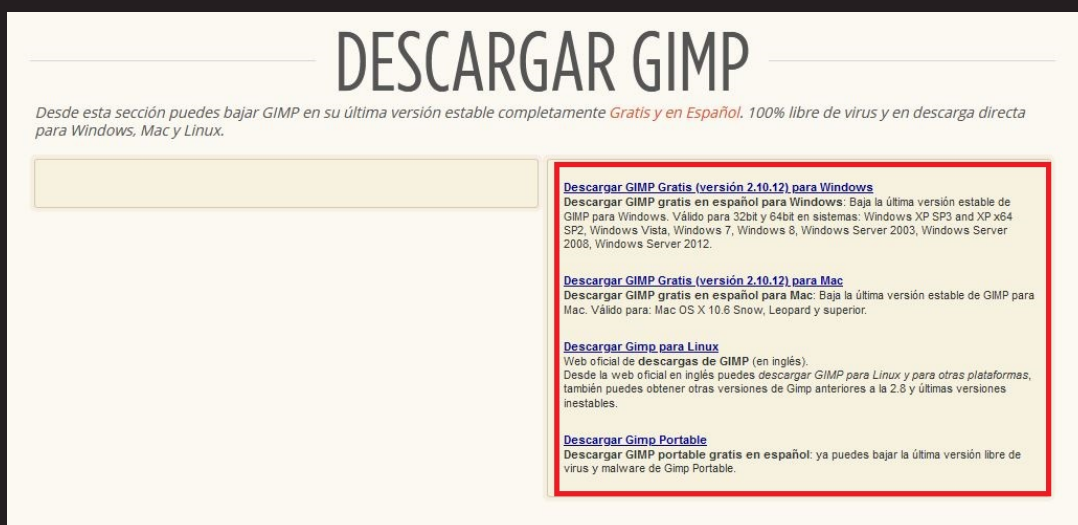 DESCARGAR GIMP
Desde esta sección puedes bajar GIMP en su última versión estable completamente Gratis y en Español. 100% libre de virus y en descarga directa
para Windows, Mac y Linux.
Descargar GIMP Gratis (versión 2.10.12) para Windows
Descargar GIMP gratis en español para Windows: Baja la última versión estable de
GIMP para Windows. Válido para 32bit y 64bit en sistemas: Windows XP SP3 and XP x64
SP2, Windows Vista, Windows 7, Windows 8, Windows Server 2003, Windows Server
2008, Windows Server 2012.
Descargar GIMP Gratis (versión 2.10.12) para Mac
Descargar GIMP gratis en español para Mac: Baja la última versión estable de GIMP para
Mac. Válido para: Mac OS X 10.6 Snow, Leopard y superior.
Descargar Gimp para Linux
Web oficial de descargas de GIMP (en inglés).
Desde la web oficial en inglés puedes descargar GIMP para Linux y para otras plataformas,
también puedes obtener otras versiones de Gimp anteriores a la 2.8 y últimas versiones
inestables.
Descargar Gimp Portable
Descargar GIMP portable gratis en español: ya puedes bajar la última versión libre de
virus y malware de Gimp Portable.